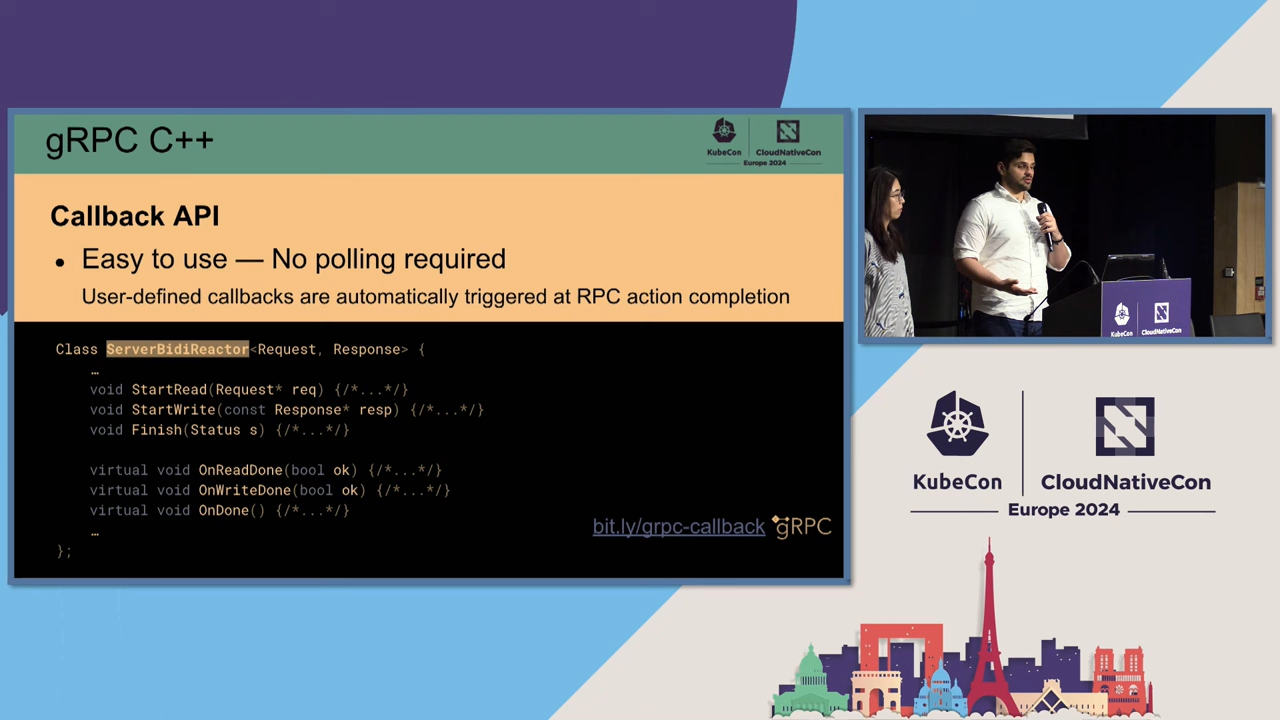 gRPC C++
KubeCon
CloudNativeCon
Europe 2024
Callback API
• Easy to use — No polling required
User-defined callbacks are automatically triggered at RPC action completion
Class ServerBidiReactor<Request, Response> {
…
void StartRead(Request* req) {/*...*/}
void StartWrite(const Response* resp) {/*...*/}
void Finish(Status s) {/*...*/}
virtual void OnReadDone(bool ok) {/*...*/}
virtual void OnWriteDone(bool ok) {/*...*/}
virtual void OnDone() {/*...*/}
…
};
bit.ly/grpc-callback
gRPC
KubeCon
CloudNativeCon
KubeCon
CloudNativeCon
Europe 2024